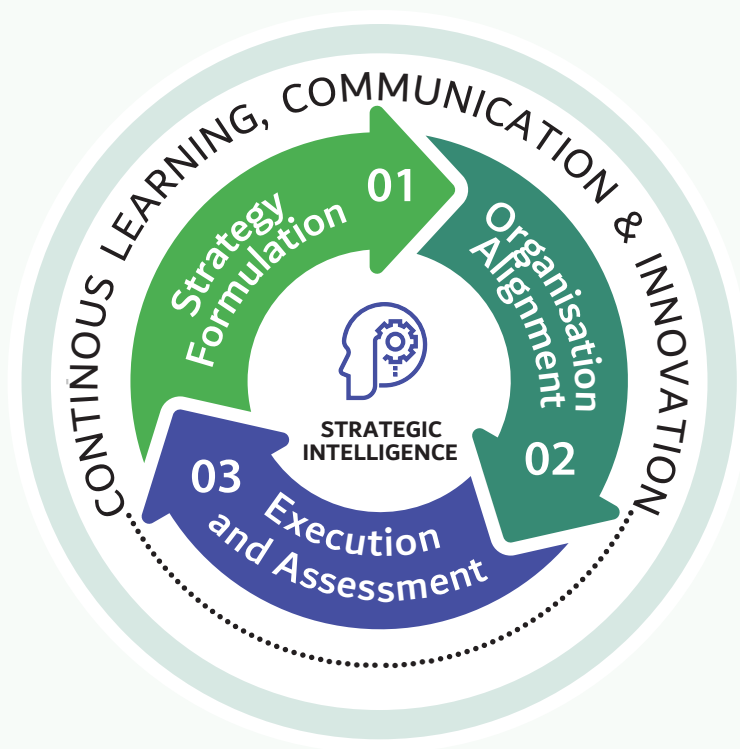 CONTINOUS LEARNING, COMMUNICATION & INNOVATION
01
Strategy
Formulation
Organisation
Alignment
02
03
Execution
and Assessment
STRATEGIC
INTELLIGENCE